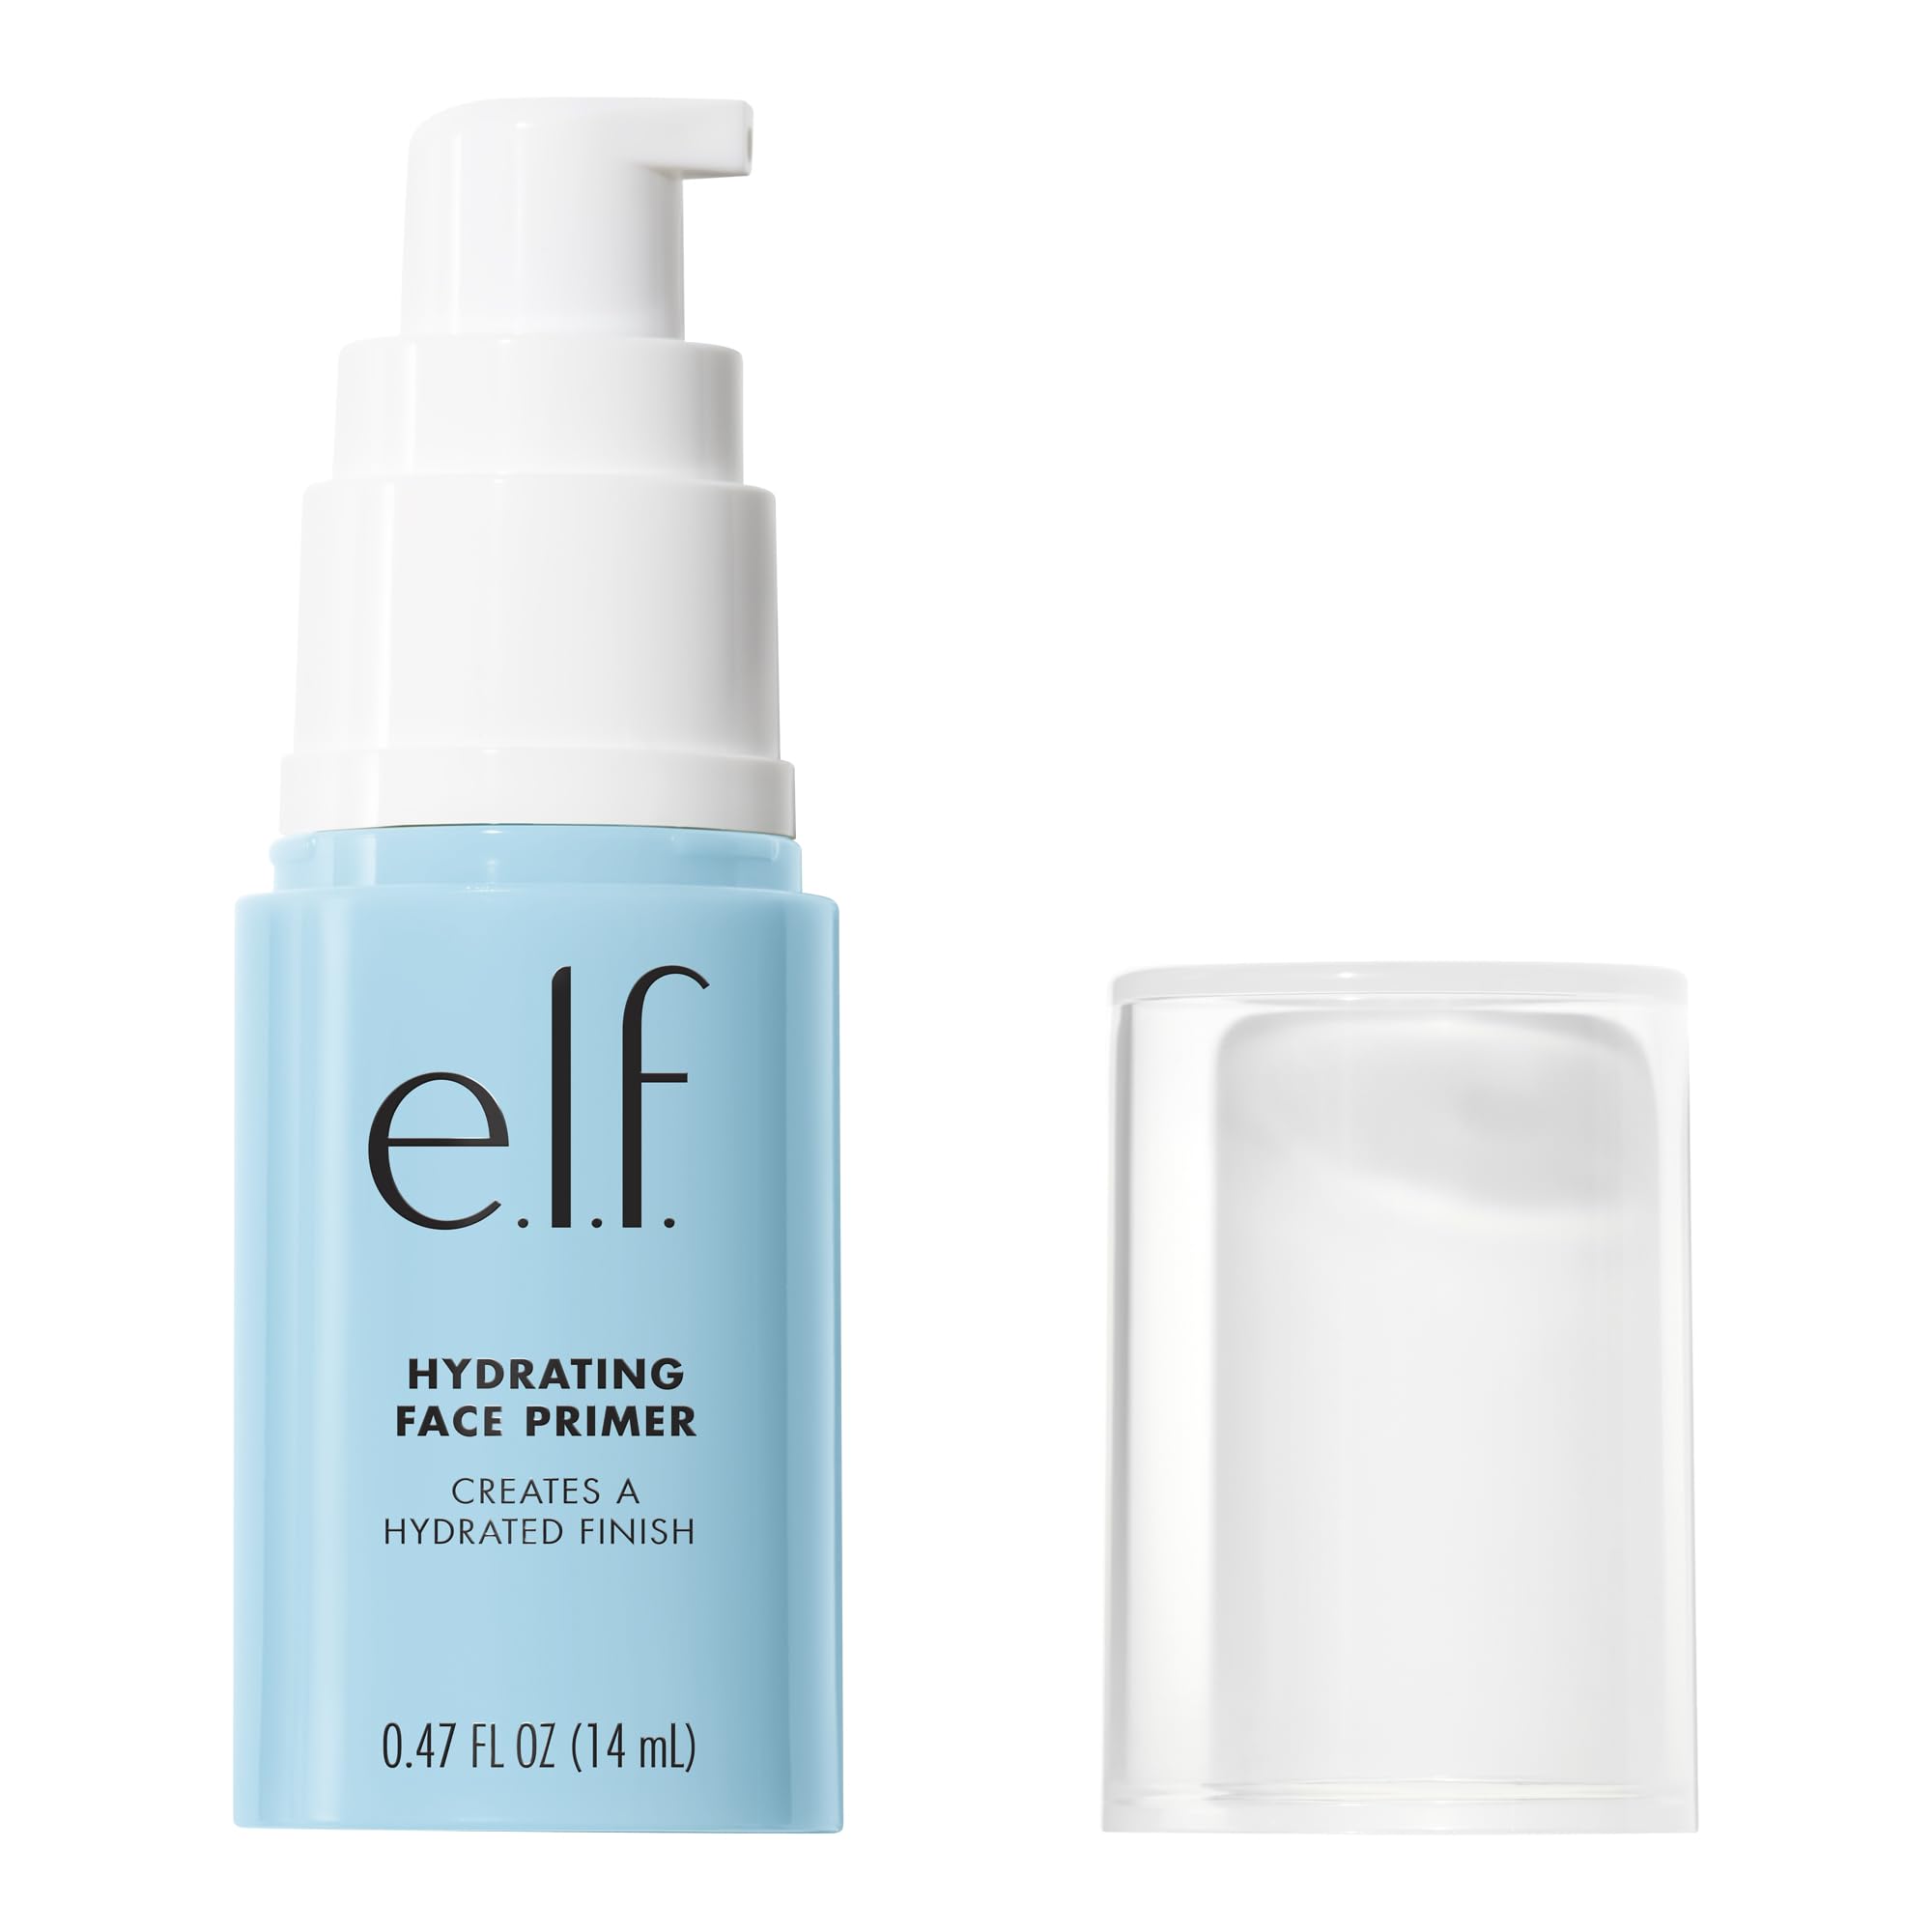 e.l.f.
HYDRATING
FACE PRIMER
CREATES A
HYDRATED FINISH
0.47 FL OZ (14 mL)